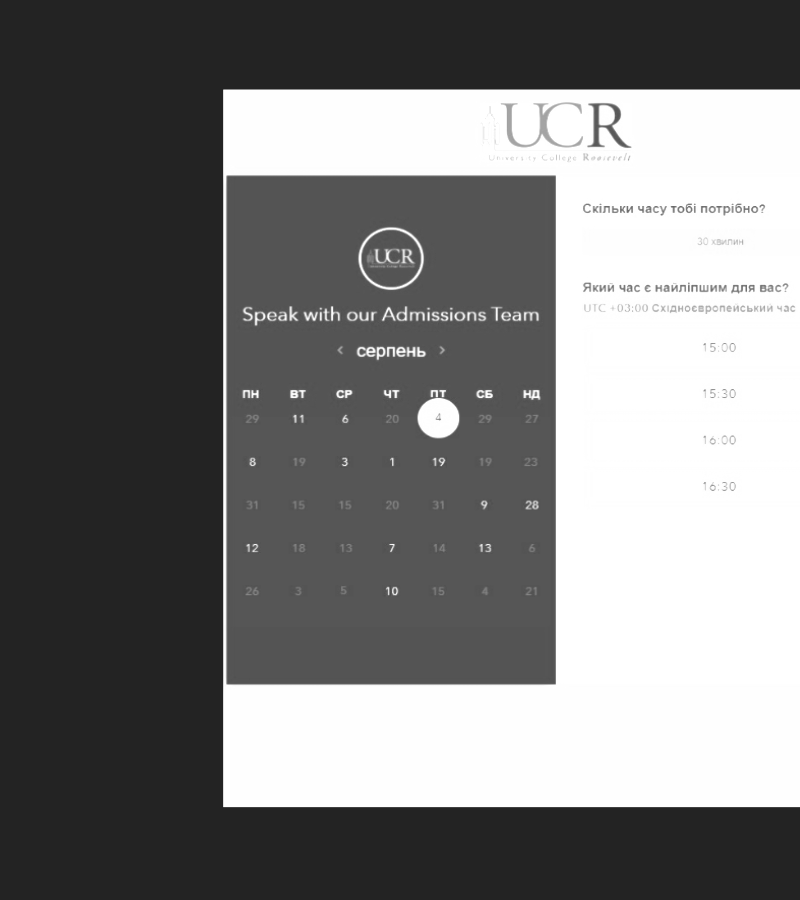 UCR
University College Roosevelt
UCR
Speak with our Admissions Team
< серпень >
ПН ВТ СР ЧТ ПТ СБ НД
29 11 6 20 4 29 27
8 19 3 1 19 19 23
31 15 15 20 31 9 28
12 18 13 7 14 13 6
26 3 5 10 15 4 21
Скільки часу тобі потрібно?
30 хвилин
Який час є найліпшим для вас?
UTC +03:00 Східноєвропейський час
15:00
15:30
16:00
16:30